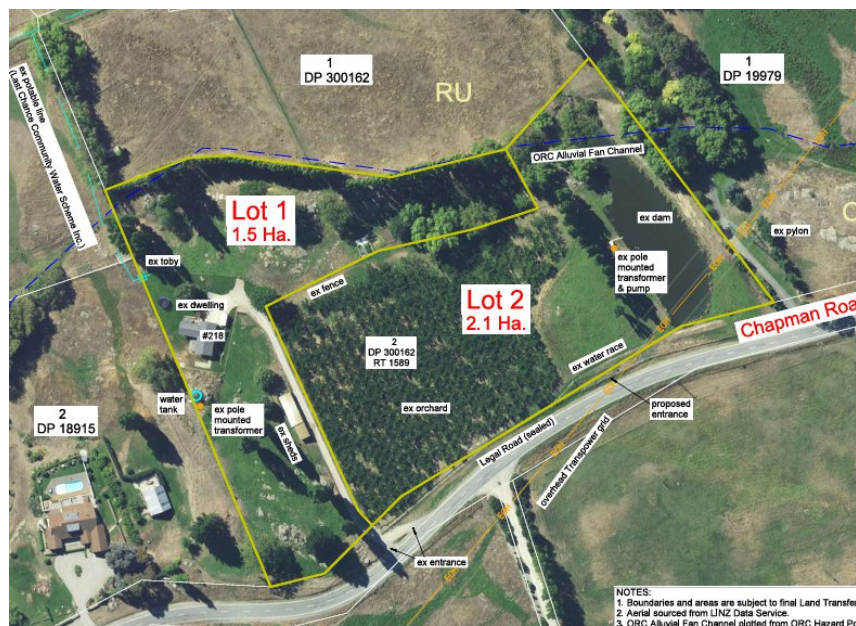 1
DP 300162
RU
1
DP 19979
ex potable line
(Last Chance Community Water Scheme Inc.)
ORC Alluvial Fan Channel
Lot 1
1.5 Ha.
ex dam
ex pylon
ex toby
ex pole
mounted
transformer
& pump
ex fence
Lot 2
2.1 Ha.
ex dwelling
#218
Chapman Roa
2
DP 300162
RT 1589
ex water race
water
tank
ex orchard
proposed
entrance
2
DP 18915
ex pole
mounted
transformer
ex sheds
Legal Road (sealed)
overhead Transpower grid
ex entrance
NOTES:
1. Boundaries and areas are subject to final Land Transfer
2. Aerial sourced from LINZ Data Service.
3. ORC Alluvial Fan Channel plotted from ORC Hazard Po